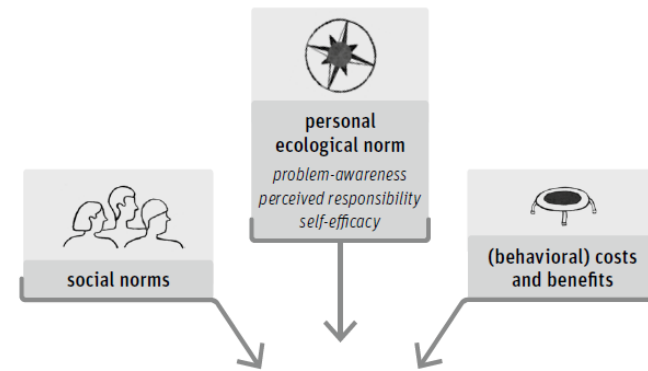 personal
ecological norm
problem-awareness
perceived responsibility
self-efficacy
social norms
(behavioral) costs
and benefits